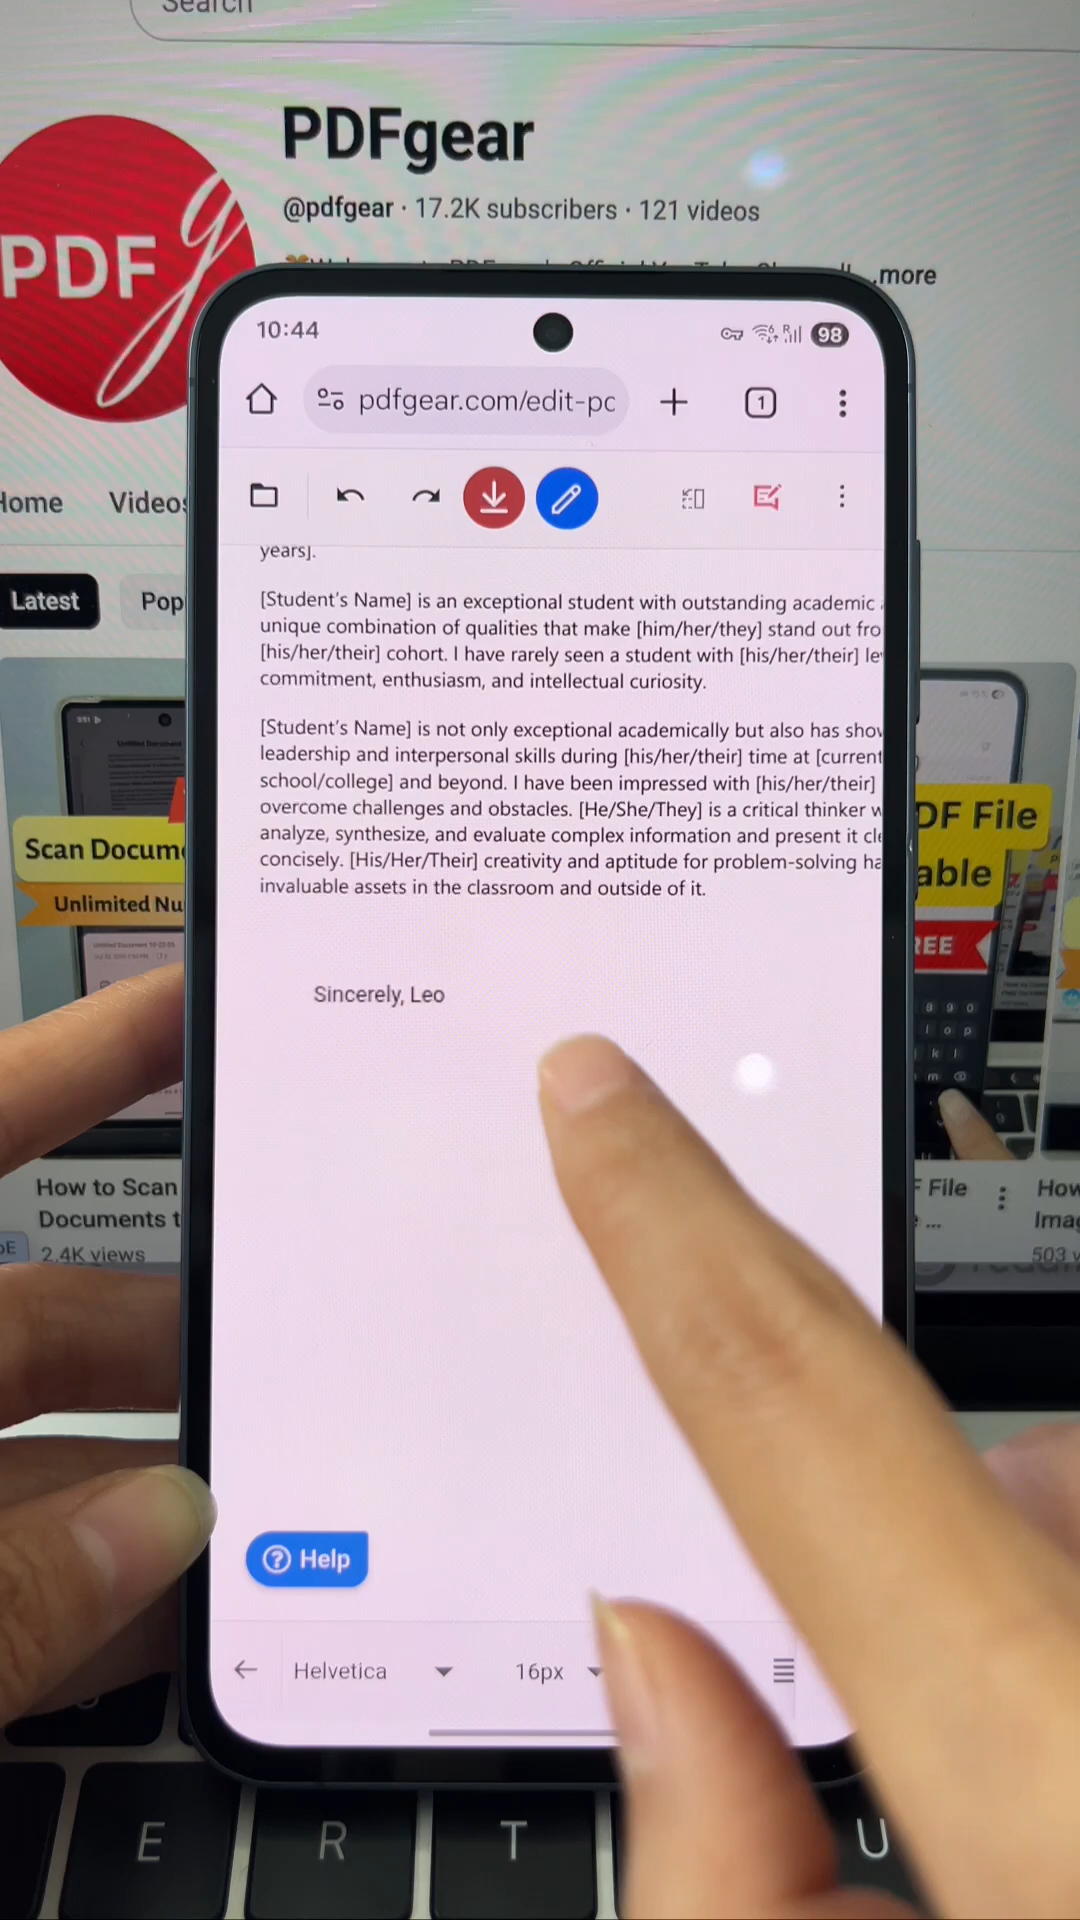 Search
PDFgear
@pdfgear · 17.2K subscribers · 121 videos
...more
PDF g
Home Videos
Latest Pop
10:44
98
pdfgear.com/edit-pd
1
years].
[Student's Name] is an exceptional student with outstanding academic
unique combination of qualities that make [him/her/they] stand out fro
[his/her/their] cohort. I have rarely seen a student with [his/her/their] le
commitment, enthusiasm, and intellectual curiosity.
[Student's Name] is not only exceptional academically but also has shov
leadership and interpersonal skills during [his/her/their] time at [current
school/college] and beyond. I have been impressed with [his/her/their]
overcome challenges and obstacles. [He/She/They] is a critical thinker w
analyze, synthesize, and evaluate complex information and present it cle
concisely. [His/Her/Their] creativity and aptitude for problem-solving ha
invaluable assets in the classroom and outside of it.
Sincerely, Leo
Help
Helvetica 16px
Scan Docum
Unlimited Nu
How to Scan
Documents t
2.4K views
DF File
able
REE
File
...
How
Imag
503 v
E R T U